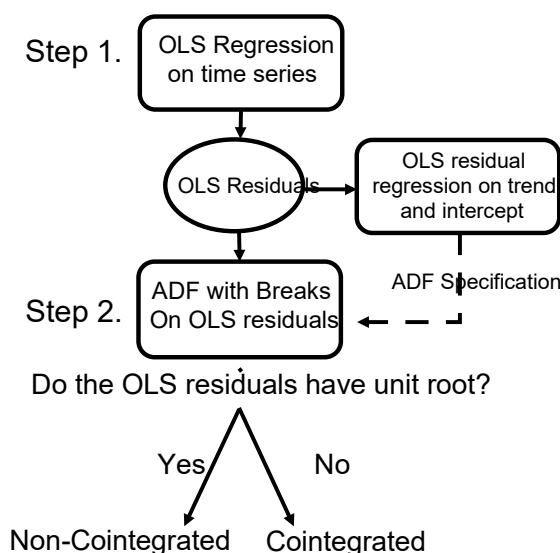 Step 1.
OLS Regression
on time series
OLS Residuals
OLS residual
regression on trend
and intercept
ADF Specification
Step 2.
ADF with Breaks
On OLS residuals
Do the OLS residuals have unit root?
Yes
No
Non-Cointegrated
Cointegrated